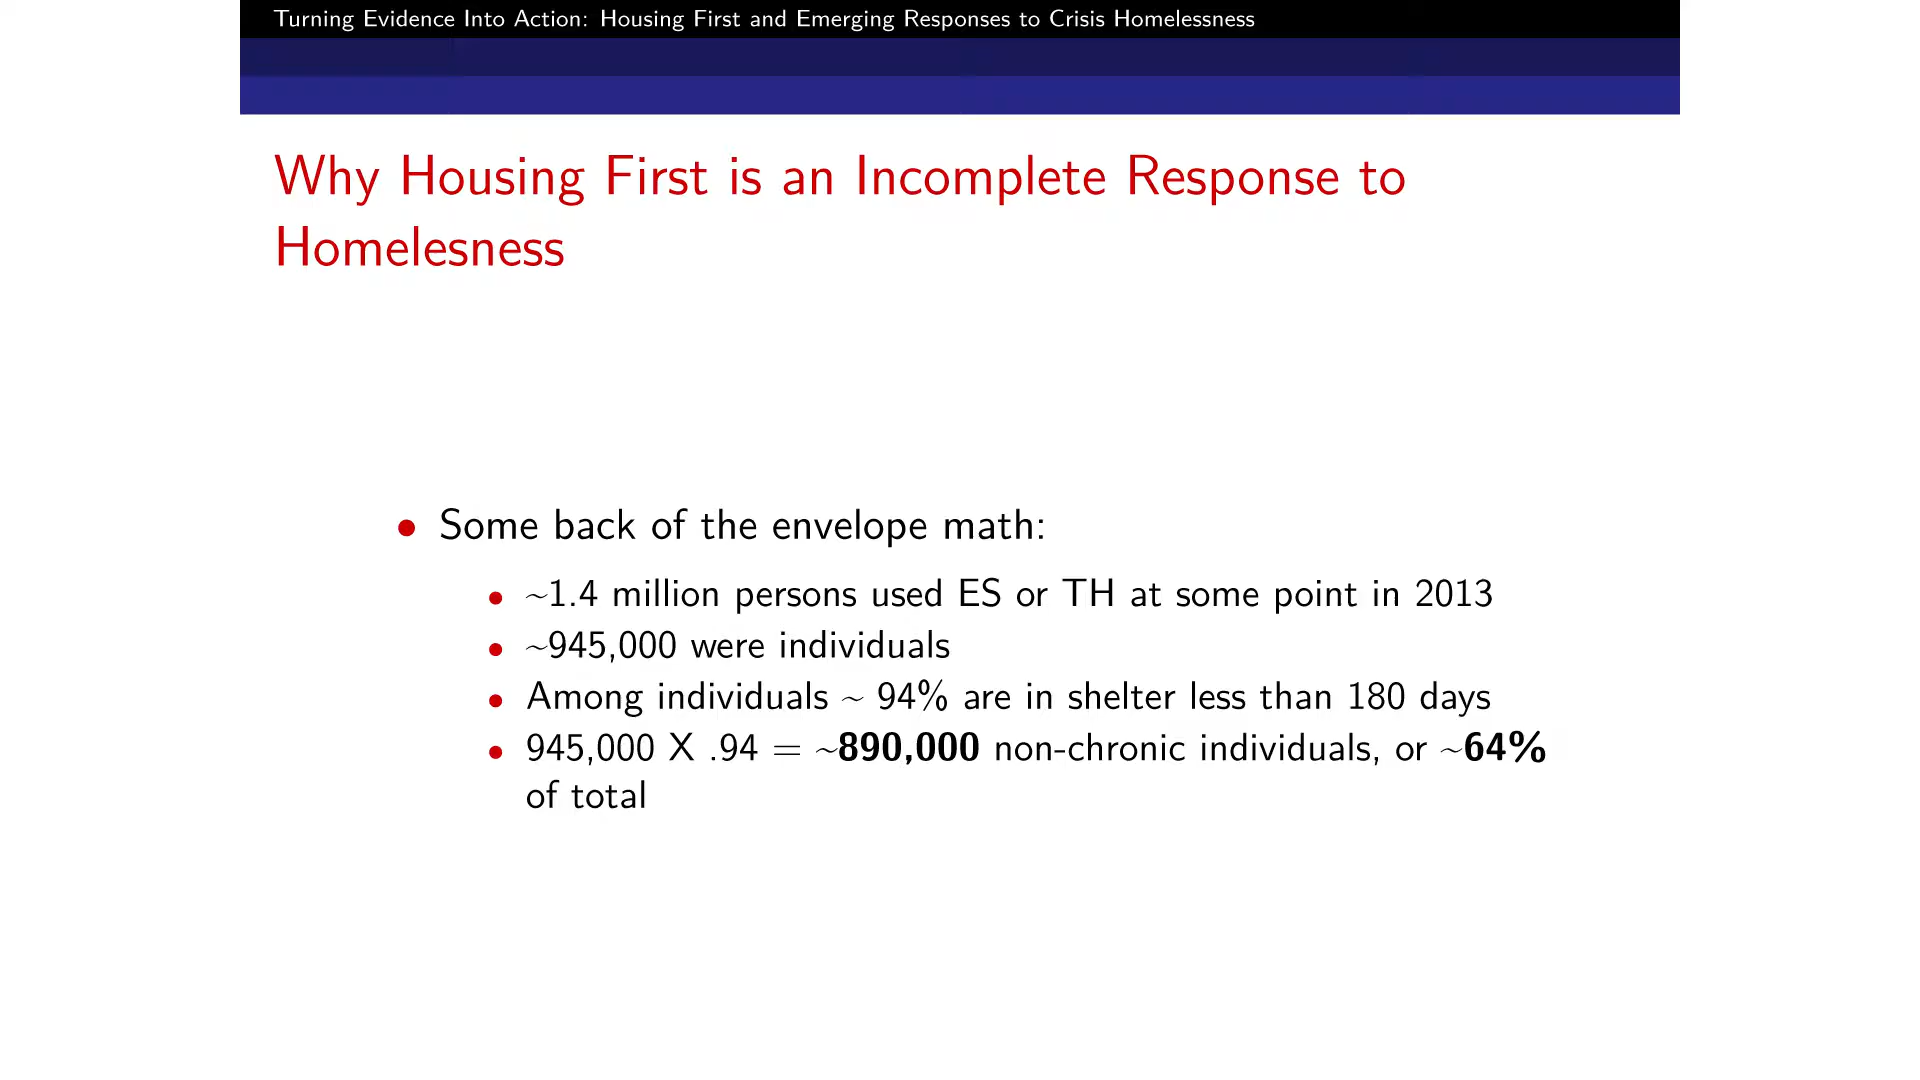 Turning Evidence Into Action: Housing First and Emerging Responses to Crisis Homelessness
Why Housing First is an Incomplete Response to
Homelesness
• Some back of the envelope math:
• ~1.4 million persons used ES or TH at some point in 2013
• ~945,000 were individuals
• Among individuals ~ 94% are in shelter less than 180 days
• 945,000 X .94 = ~890,000 non-chronic individuals, or ~64%
of total